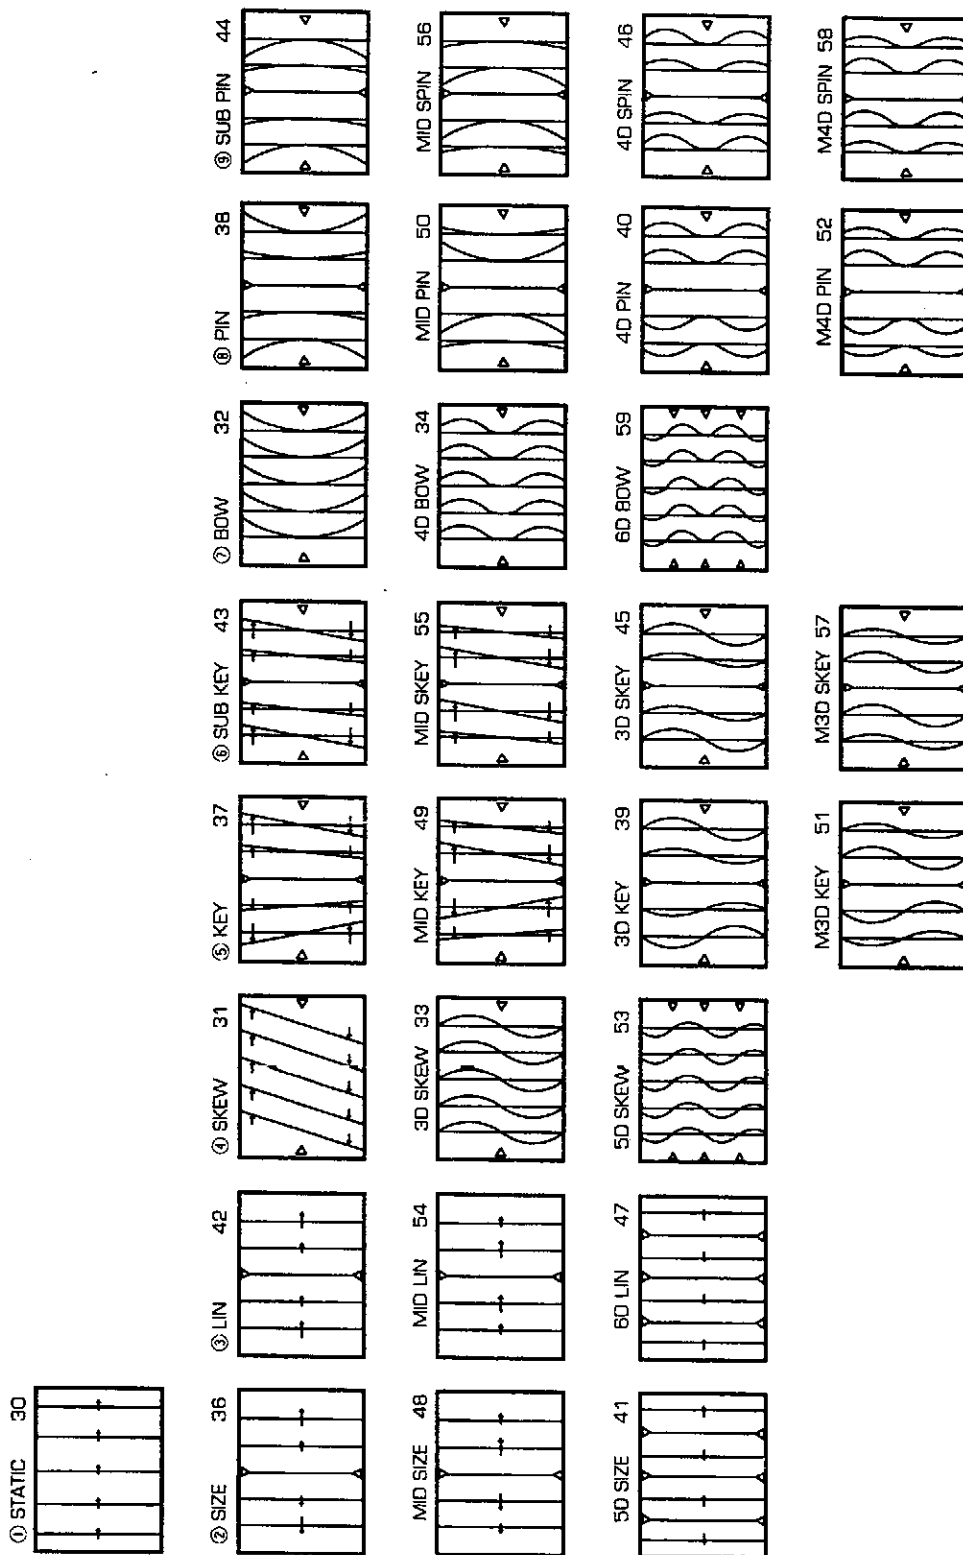 ① STATIC 30
② SIZE 36
③ LIN 42
④ SKEW 31
⑤ KEY 37
⑥ SUB KEY 43
⑦ BOW 32
⑧ PIN 38
⑨ SUB PIN 44
MID SIZE 48
MID LIN 54
3D SKEW 33
MID KEY 49
MID SKEY 55
4D BOW 34
MID PIN 50
MID SPIN 56
5D SIZE 41
6D LIN 47
5D SKEW 53
3D KEY 39
3D SKEY 45
6D BOW 59
4D PIN 40
4D SPIN 46
M3D KEY 51
M3D SKEY 57
M4D PIN 52
M4D SPIN 58